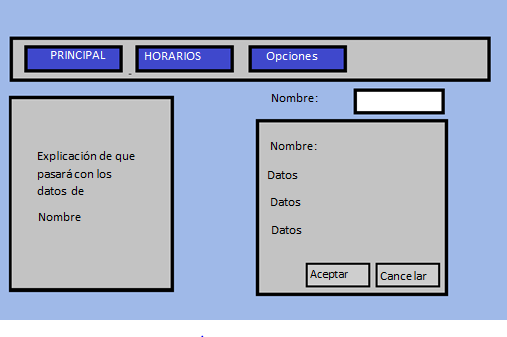 PRINCIPAL
HORARIOS
Opciones
Nombre:
Explicación de que
pasará con los
datos de
Nombre
Nombre:
Datos
Datos
Datos
Aceptar
Cancelar